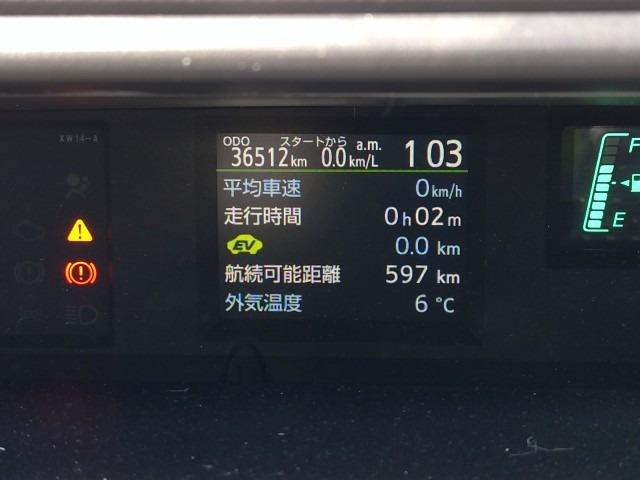 XW14-A
ODO スタートから a.m.
36512km 0.0km/L 1 03
平均車速 0km/h
走行時間 0h02m
EV 0.0 km
航続可能距離 597 km
外気温度 6 ℃
F
E